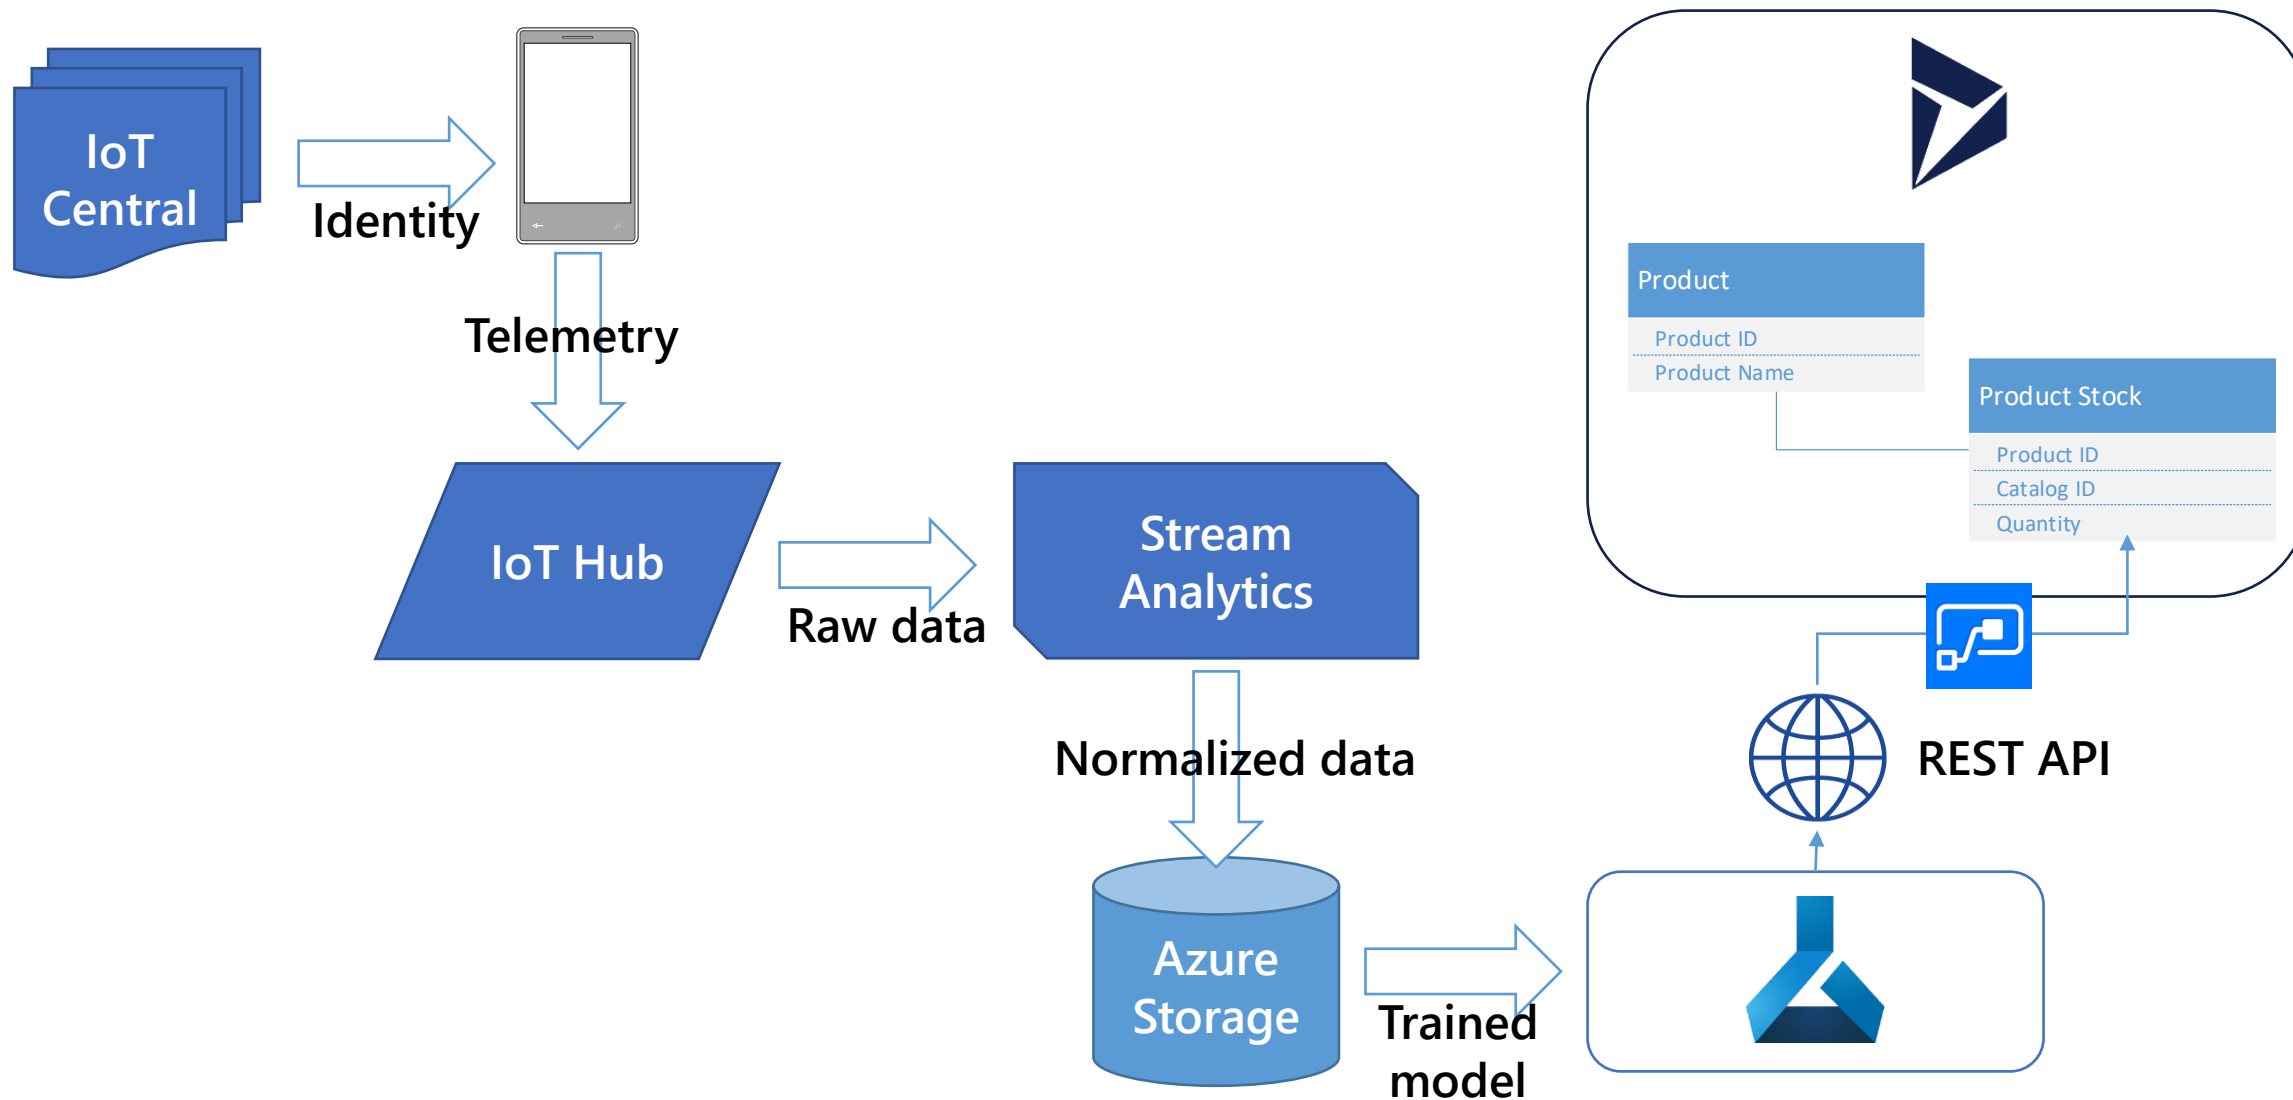 IoT
Central
Identity
Telemetry
IoT Hub
Raw data
Stream
Analytics
Normalized data
Azure
Storage
Trained
model
REST API
Product
Product ID
Product Name
Product Stock
Product ID
Catalog ID
Quantity